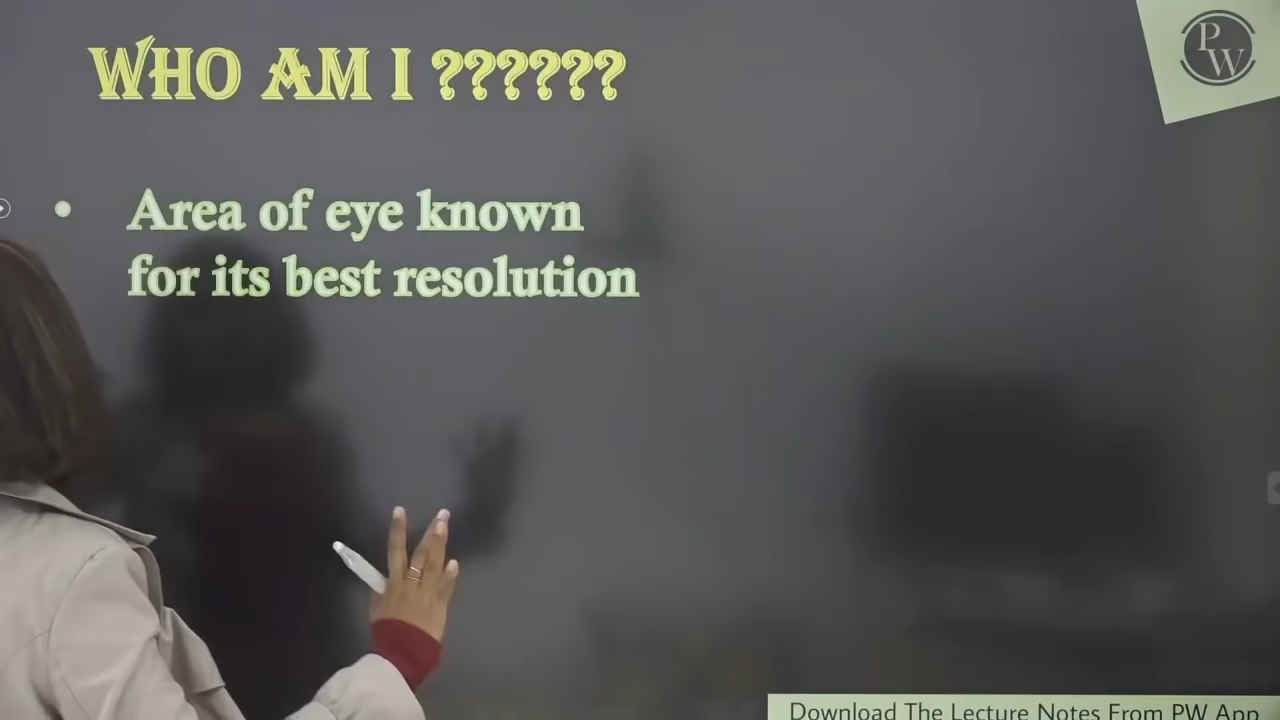 WHO AM I ??????
PW
• Area of eye known
for its best resolution
Download The Lecture Notes From PW App